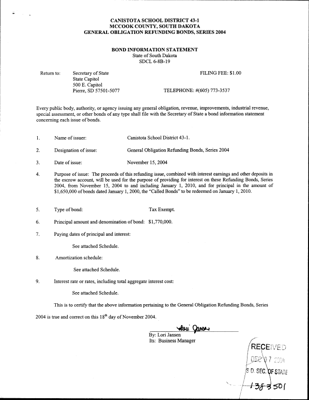 CANISTOTA SCHOOL DISTRICT 43-1
MCCOOK COUNTY, SOUTH DAKOTA
GENERAL OBLIGATION REFUNDING BONDS, SERIES 2004
BOND INFORMATION STATEMENT
State of South Dakota
SDCL 6-8B-19
Return to: Secretary of State FILING FEE: $1.00
State Capitol
500 E. Capitol
Pierre, SD 57501-5077 TELEPHONE: #(605) 773-3537
Every public body, authority, or agency issuing any general obligation, revenue, improvements, industrial revenue,
special assessment, or other bonds of any type shall file with the Secretary of State a bond information statement
concerning each issue of bonds.
1. Name of issuer: Canistota School District 43-1.
2. Designation of issue: General Obligation Refunding Bonds, Series 2004
3. Date of issue: November 15, 2004
4. Purpose of issue: The proceeds of this refunding issue, combined with interest earnings and other deposits in
the escrow account, will be used for the purpose of providing for interest on these Refunding Bonds, Series
2004, from November 15, 2004 to and including January 1, 2010, and for principal in the amount of
$1,650,000 of bonds dated January 1, 2000, the "Called Bonds" to be redeemed on January 1, 2010.
5. Type of bond: Tax Exempt.
6. Principal amount and denomination of bond: $1,770,000.
7. Paying dates of principal and interest:
See attached Schedule.
8. Amortization schedule:
See attached Schedule.
9. Interest rate or rates, including total aggregate interest cost:
See attached Schedule.
This is to certify that the above information pertaining to the General Obligation Refunding Bonds, Series
2004 is true and correct on this 18th day of November 2004.
Lori Jansen
By: Lori Jansen
Its: Business Manager
RECEIVED
S.D. SEC. OF STATE
1383501